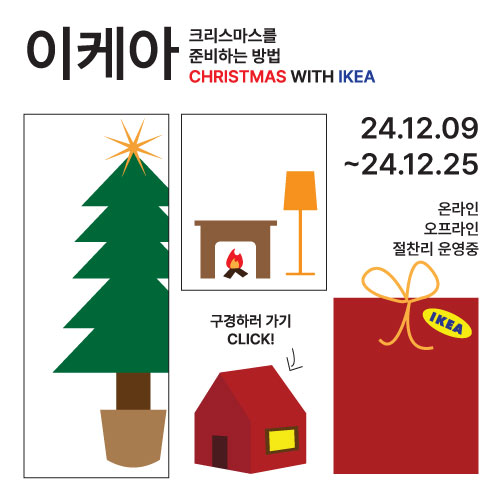 이케아
크리스마스를
준비하는 방법
CHRISTMAS WITH IKEA
24.12.09
~24.12.25
온라인
오프라인
절찬리 운영중
구경하러 가기
CLICK!
IKEA